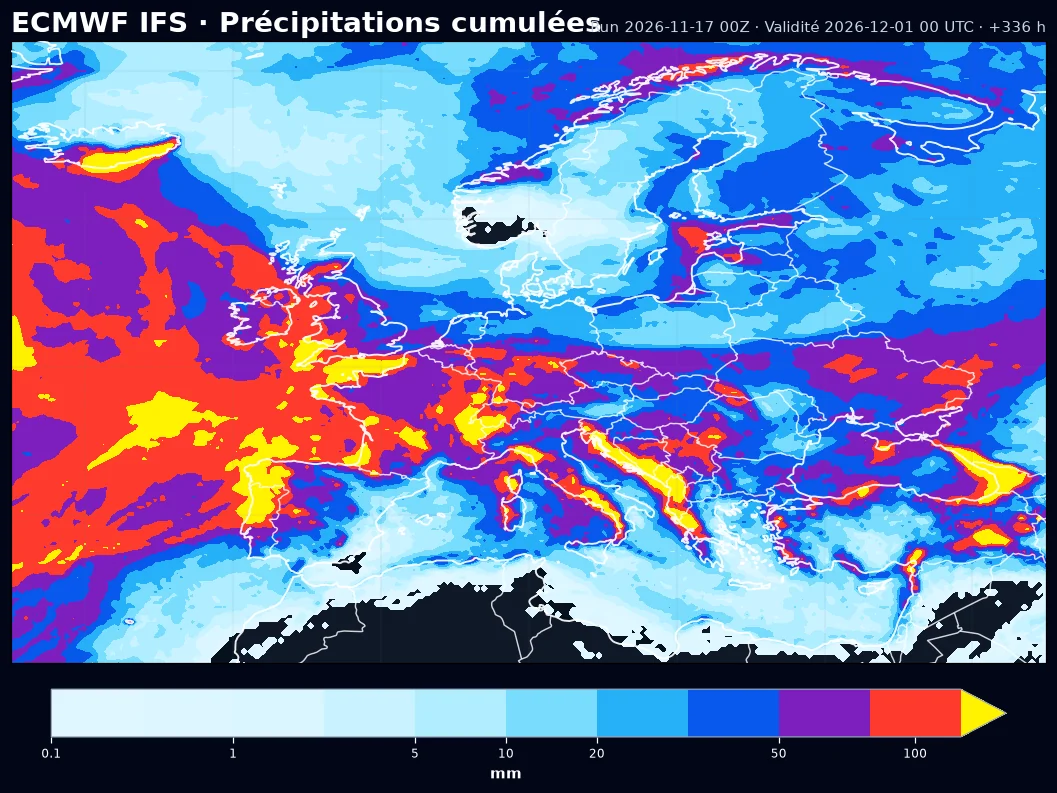 ECMWF IFS · Précipitations cumulées
Run 2026-11-17 00Z · Validité 2026-12-01 00 UTC · +336 h
0.1 1 5 10 20 50 100
mm